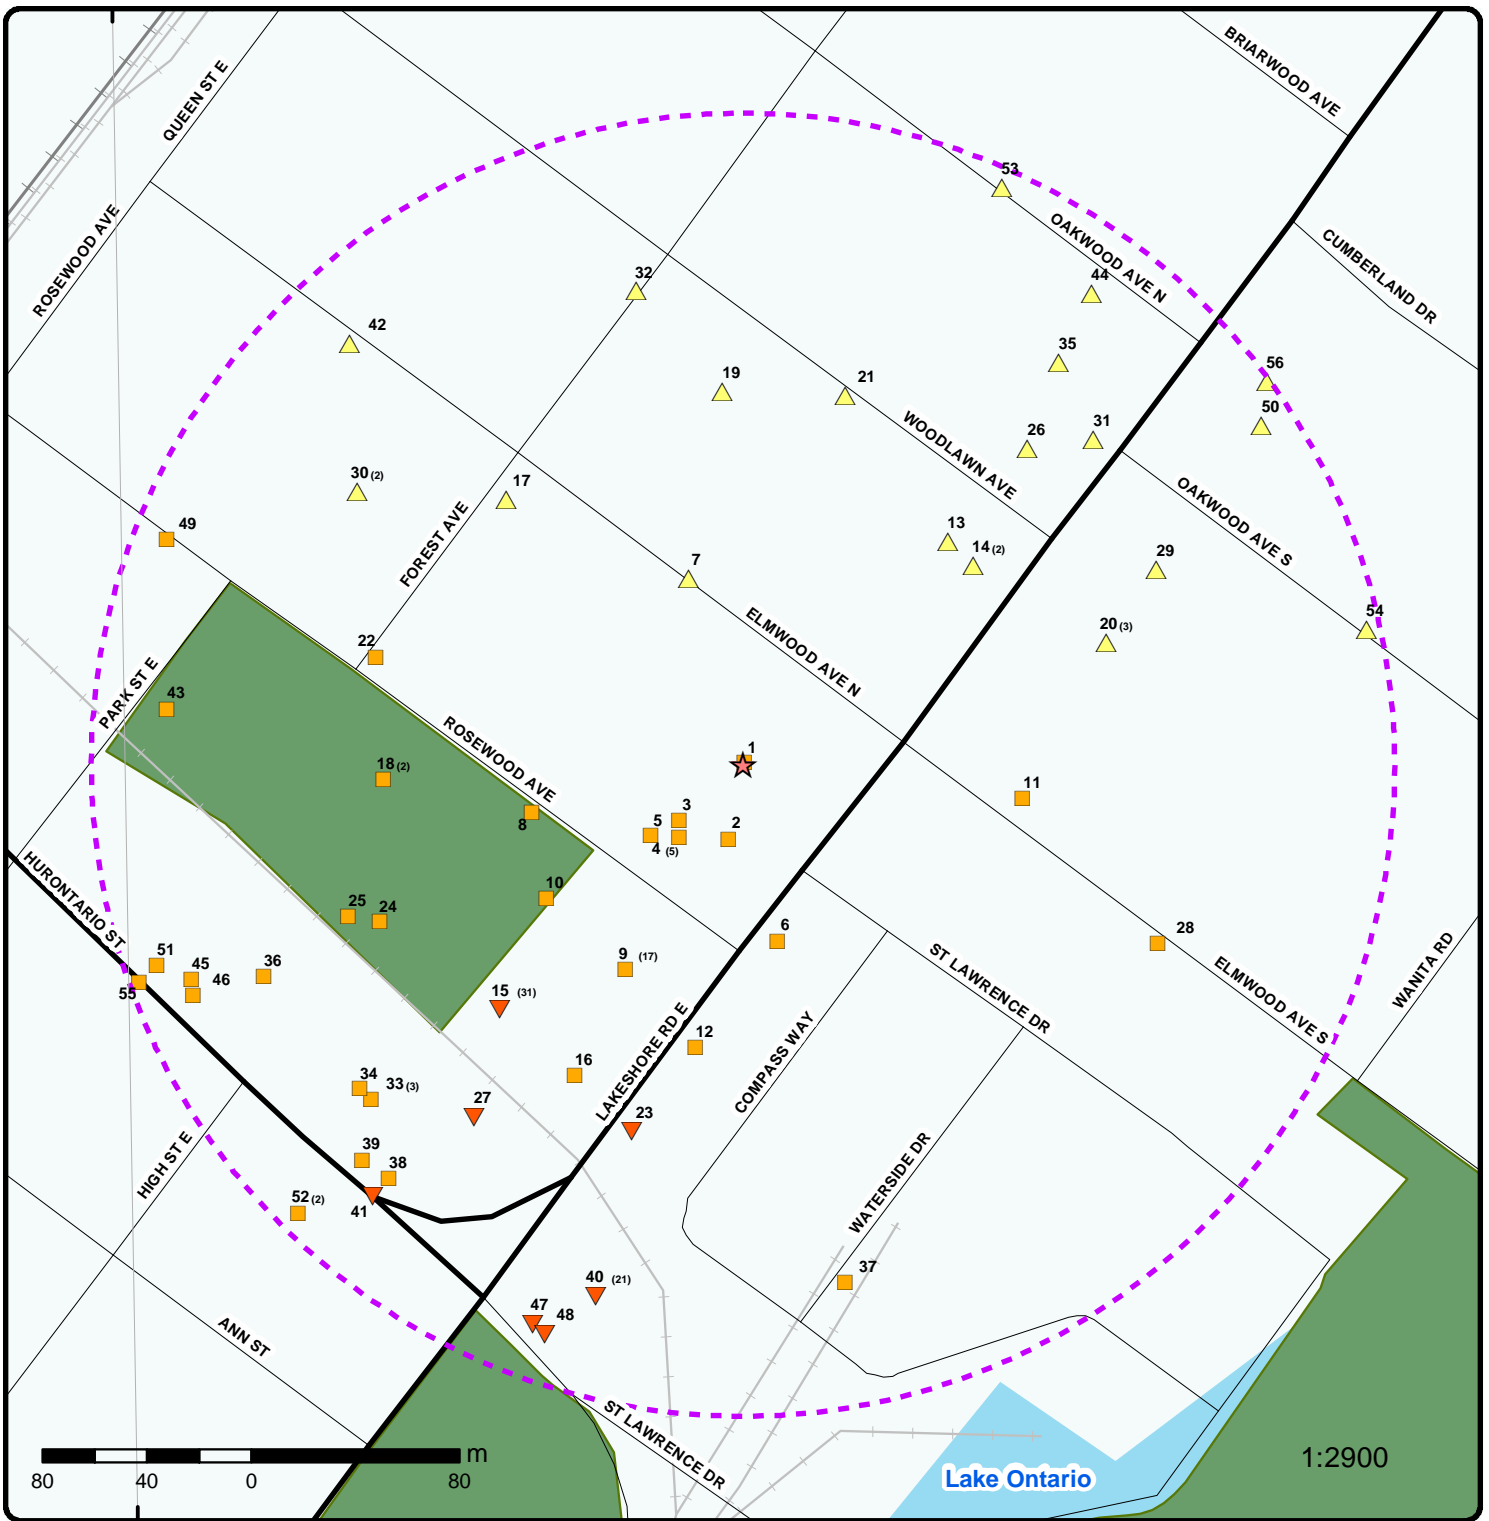 BRIARWOOD AVE
QUEEN ST E
53
ROSEWOOD AVE
OAKWOOD AVE N
CUMBERLAND DR
32
44
42
35
56
19
21
50
WOODLAWN AVE
26
31
30 (2)
17
OAKWOOD AVE S
49
FOREST AVE
13
14 (2)
7
29
54
20 (3)
22
ELMWOOD AVE N
PARK ST E
43
ROSEWOOD AVE
1
18 (2)
11
8
3
5
2
4 (5)
HURONTARIO ST
10
25
24
6
28
51
45
46
36
9 (17)
ST LAWRENCE DR
ELMWOOD AVE S
WANITA RD
55
15 (31)
12
LAKESHORE RD E
COMPASS WAY
16
34
33 (3)
27
23
HIGH ST E
39
38
WATERSIDE DR
52 (2)
41
37
40 (21)
47
48
ANN ST
ST LAWRENCE DR
m
80
40
0
80
Lake Ontario
1:2900